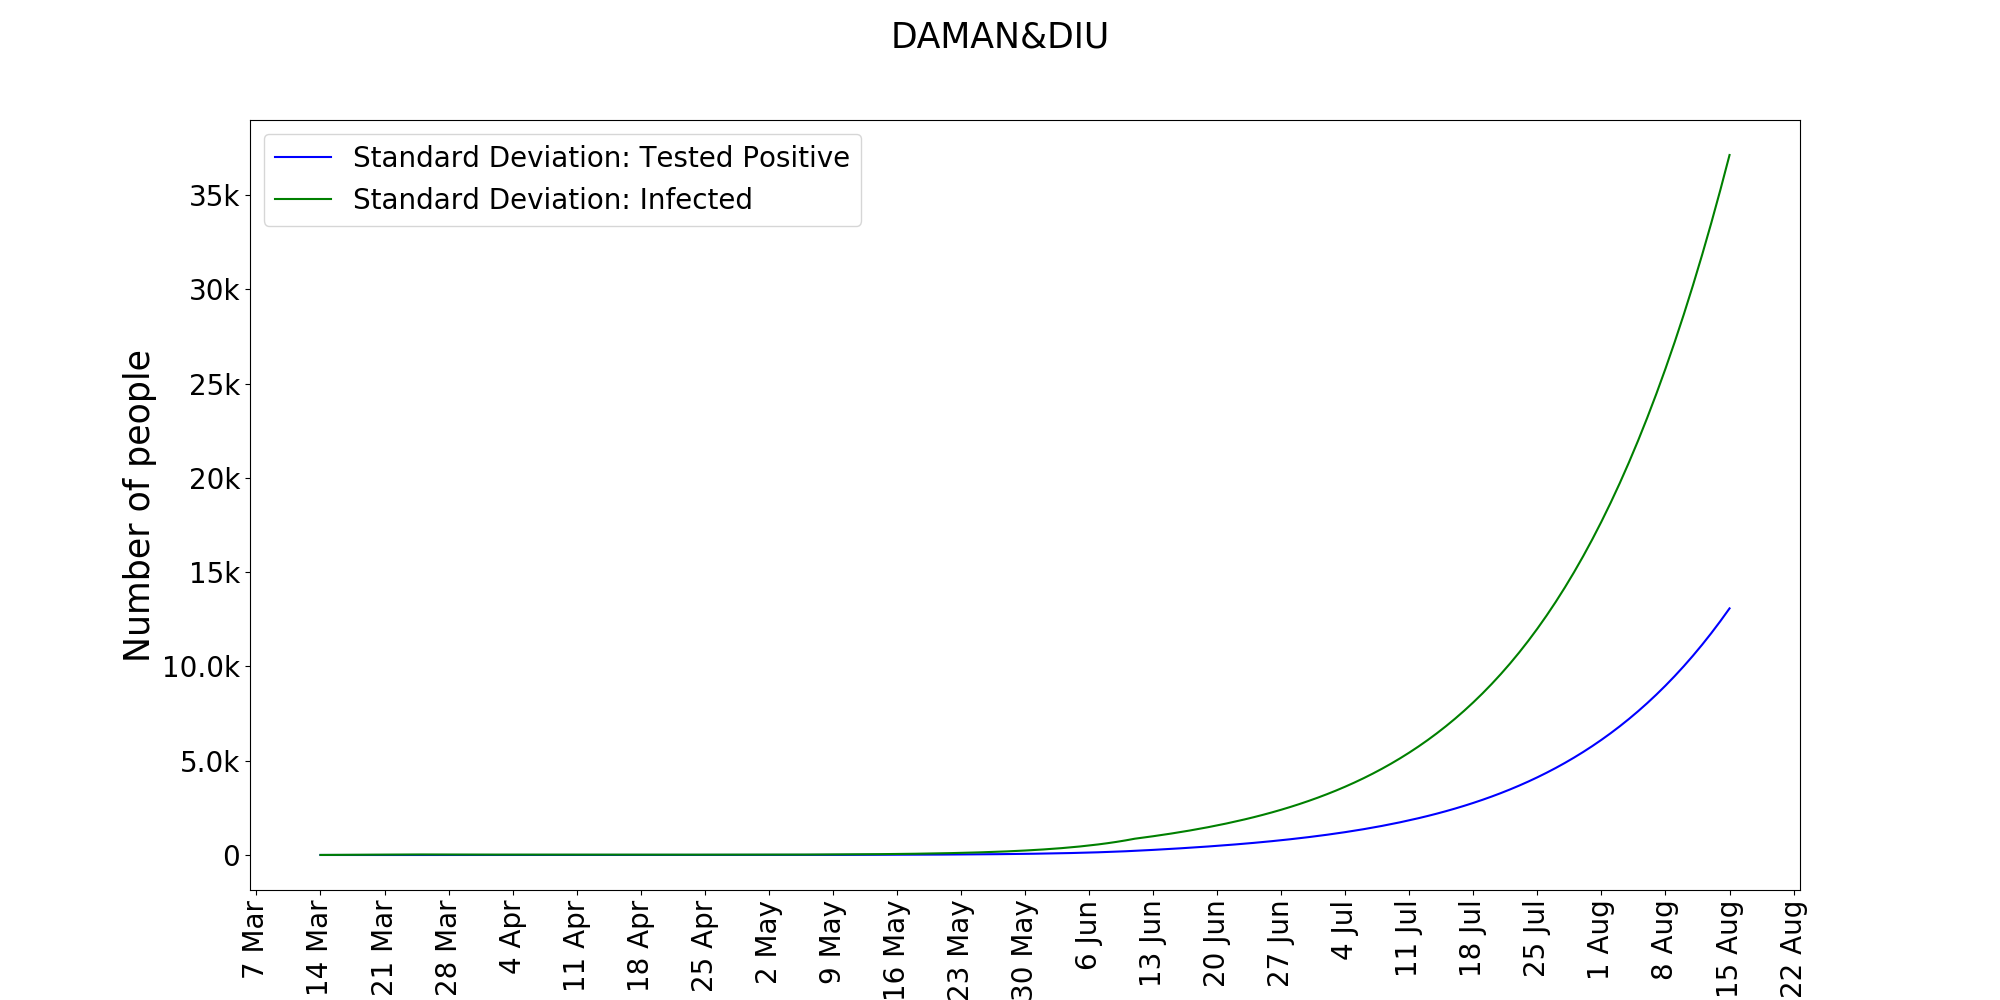 DAMAN&DIU
Standard Deviation: Tested Positive
Standard Deviation: Infected
Number of people
35k
30k
25k
20k
15k
10.0k
5.0k
0
7 Mar
14 Mar
21 Mar
28 Mar
4 Apr
11 Apr
18 Apr
25 Apr
2 May
9 May
16 May
23 May
30 May
6 Jun
13 Jun
20 Jun
27 Jun
4 Jul
11 Jul
18 Jul
25 Jul
1 Aug
8 Aug
15 Aug
22 Aug